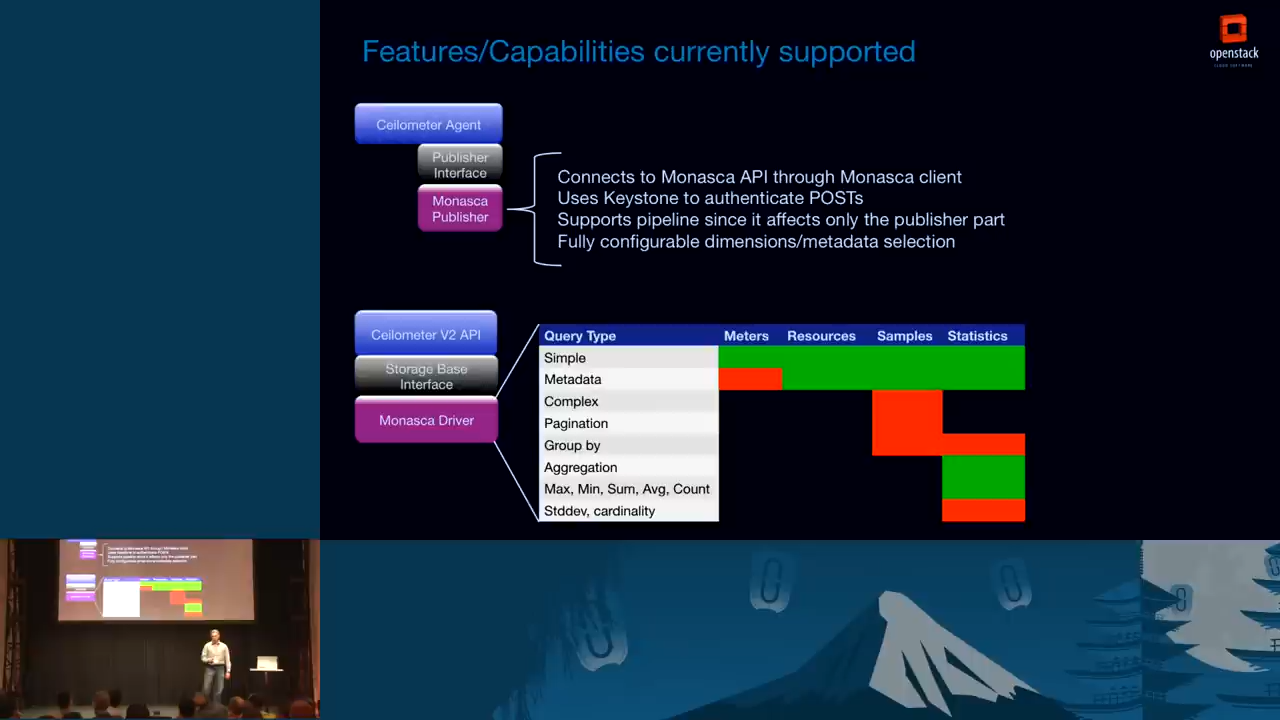 Features/Capabilities currently supported
openstack
CLOUD SOFTWARE
Ceilometer Agent
Publisher
Interface
Monasca
Publisher
Connects to Monasca API through Monasca client
Uses Keystone to authenticate POSTs
Supports pipeline since it affects only the publisher part
Fully configurable dimensions/metadata selection
Ceilometer V2 API
Storage Base
Interface
Monasca Driver
Query Type Meters Resources Samples Statistics
Simple
Metadata
Complex
Pagination
Group by
Aggregation
Max, Min, Sum, Avg, Count
Stddev, cardinality